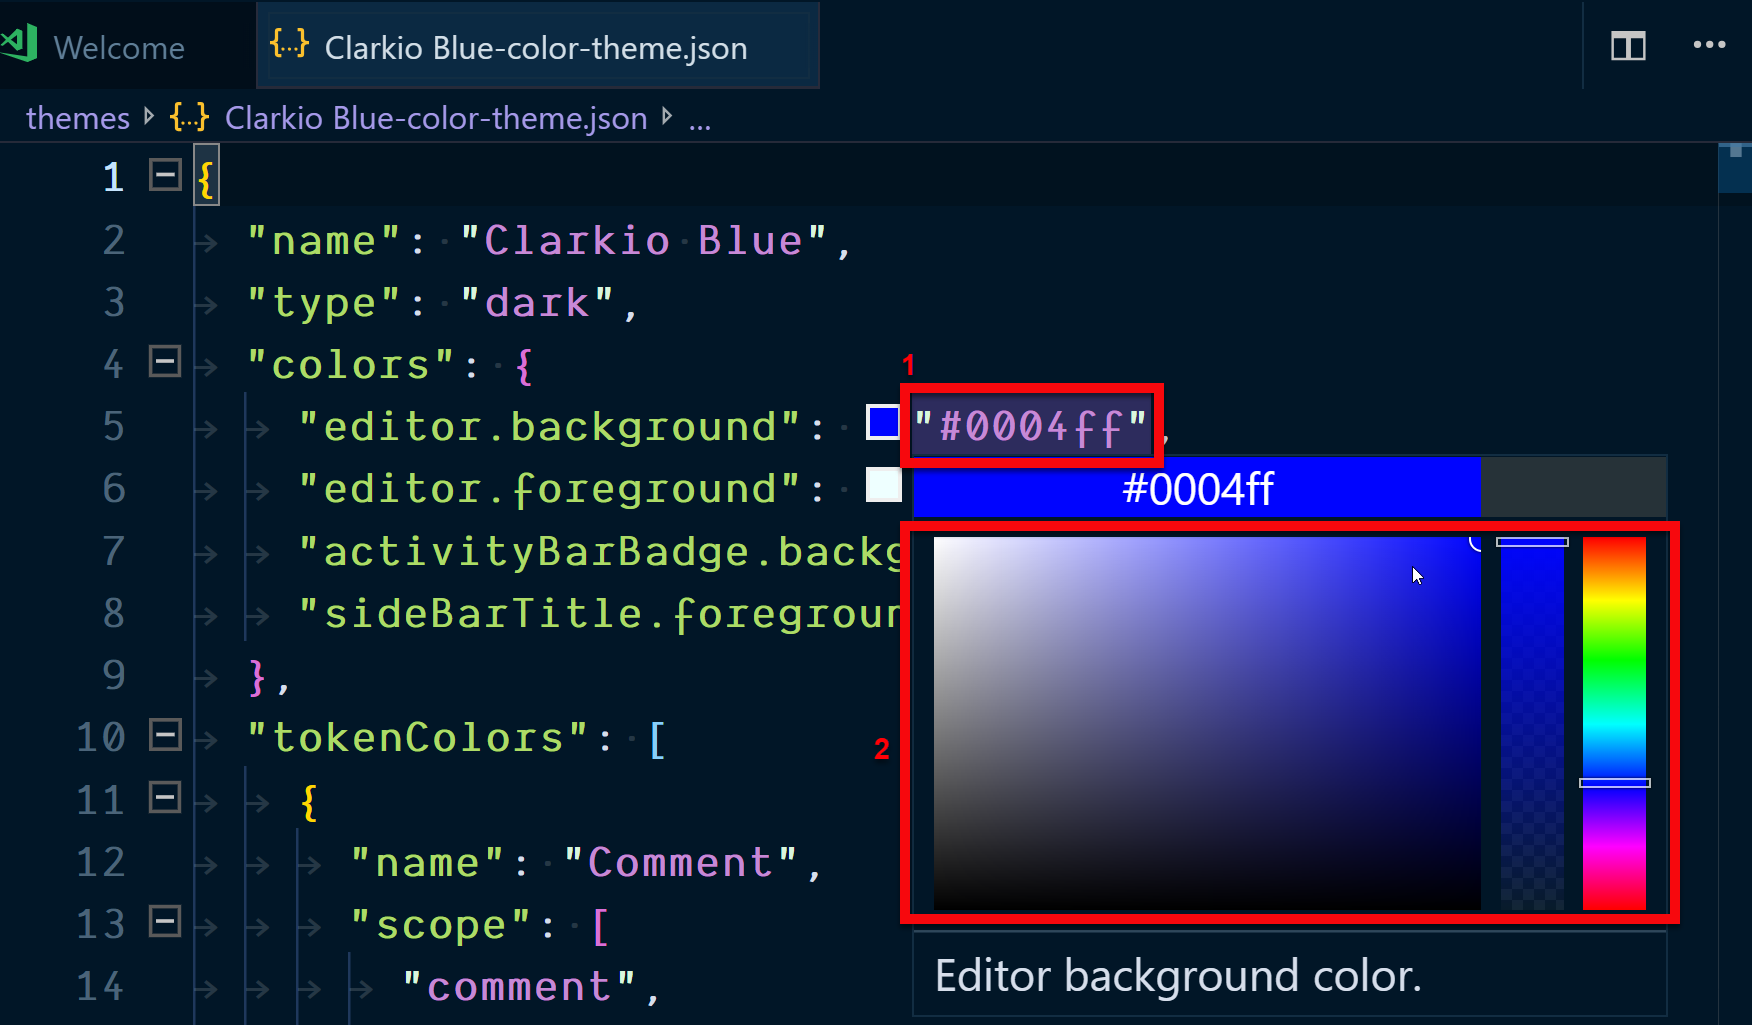 Welcome
{...} Clarkio Blue-color-theme.json
themes {...} Clarkio Blue-color-theme.json ...
1 {
2 "name": "Clarkio Blue",
3 "type": "dark",
4 "colors": {
1
5 "editor.background": "#0004ff",
6 "editor.foreground":
#0004ff
7 "activityBarBadge.backg
8 "sideBarTitle.foregroun
9 },
10 "tokenColors": [
2
11 {
12 "name": "Comment",
13 "scope": [
14 "comment",
Editor background color.